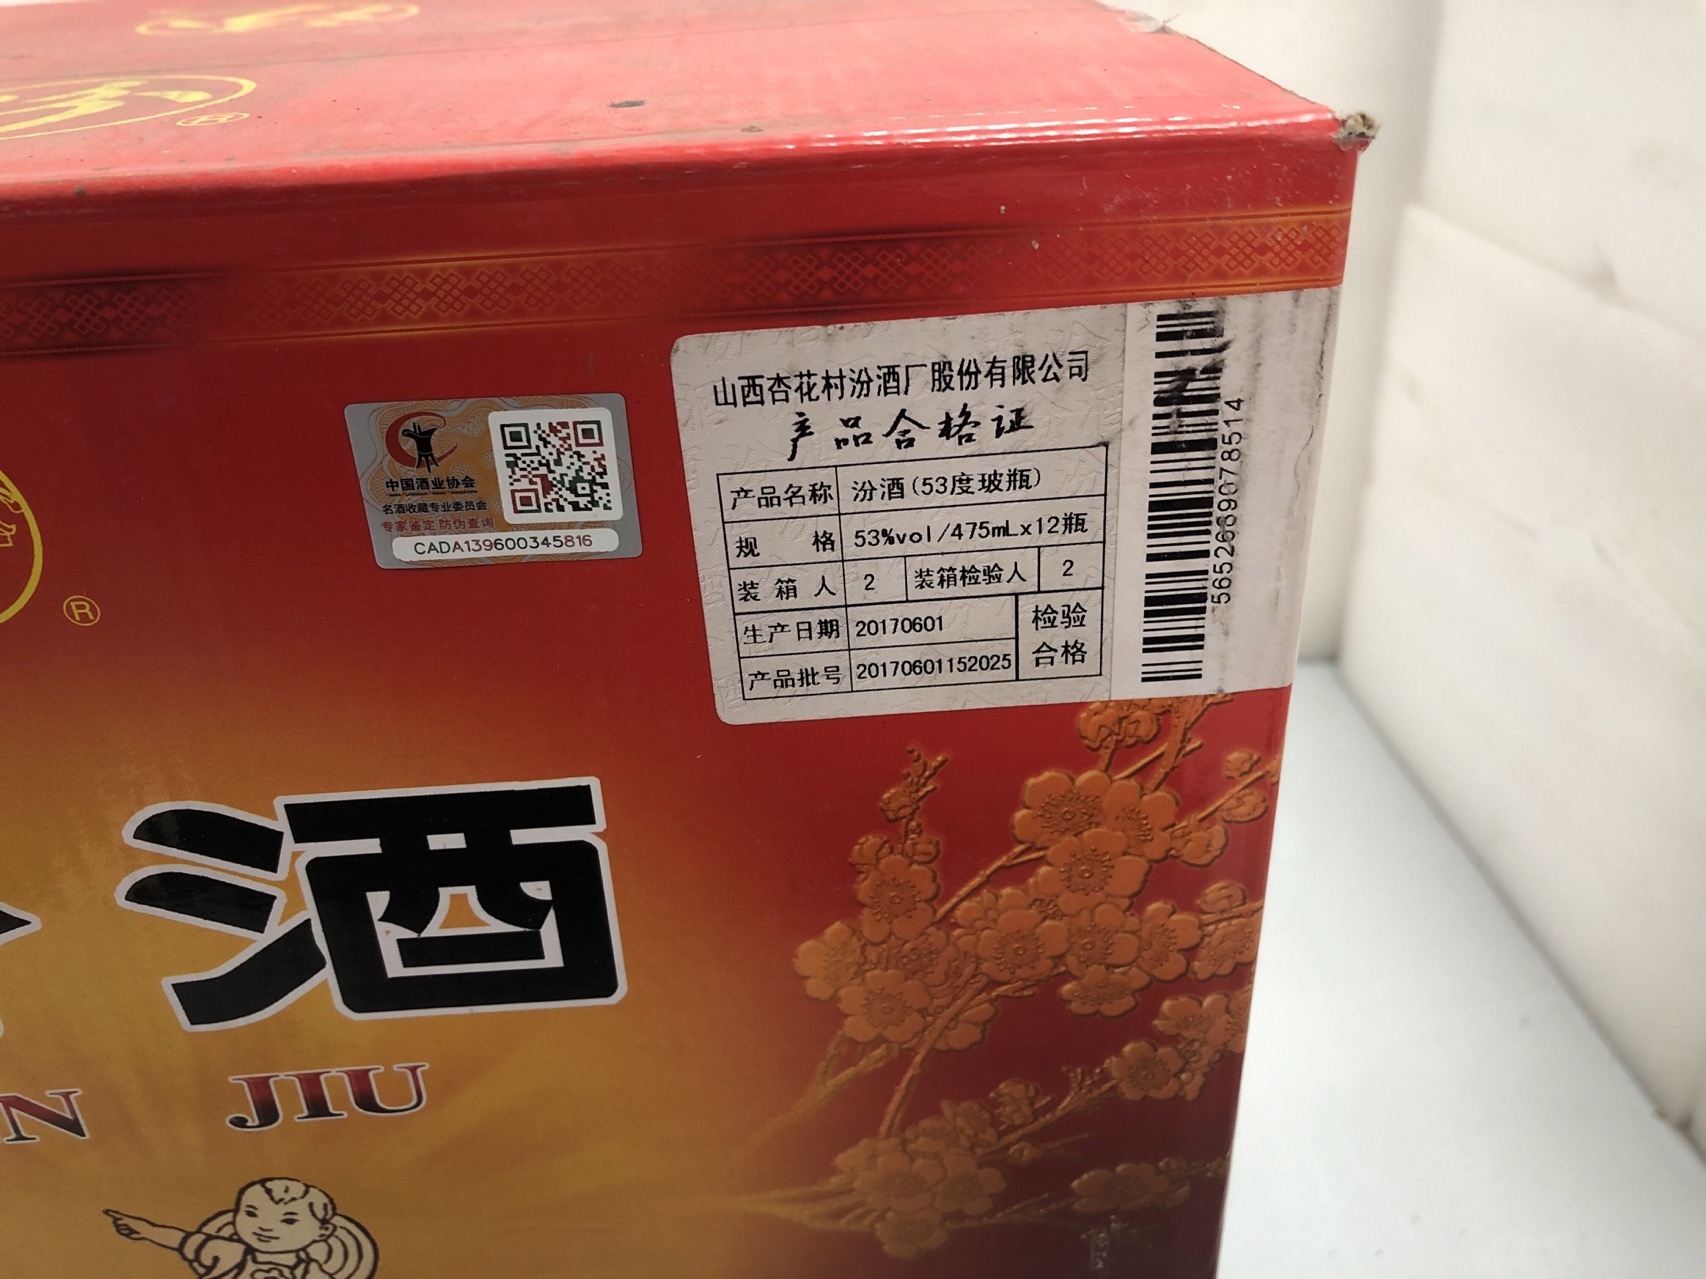 ®
中国酒业协会
名酒收藏专业委员会
专家鉴定 防伪查询
CADA139600345816
山西杏花村汾酒厂股份有限公司
产品合格证
产品名称 汾酒(53度玻瓶)
规 格 53%vol/475mLx12瓶
装箱人 2 装箱检验人 2
生产日期 20170601 检验
产品批号 20170601152025 合格
5652669078514
®
酒
N JIU